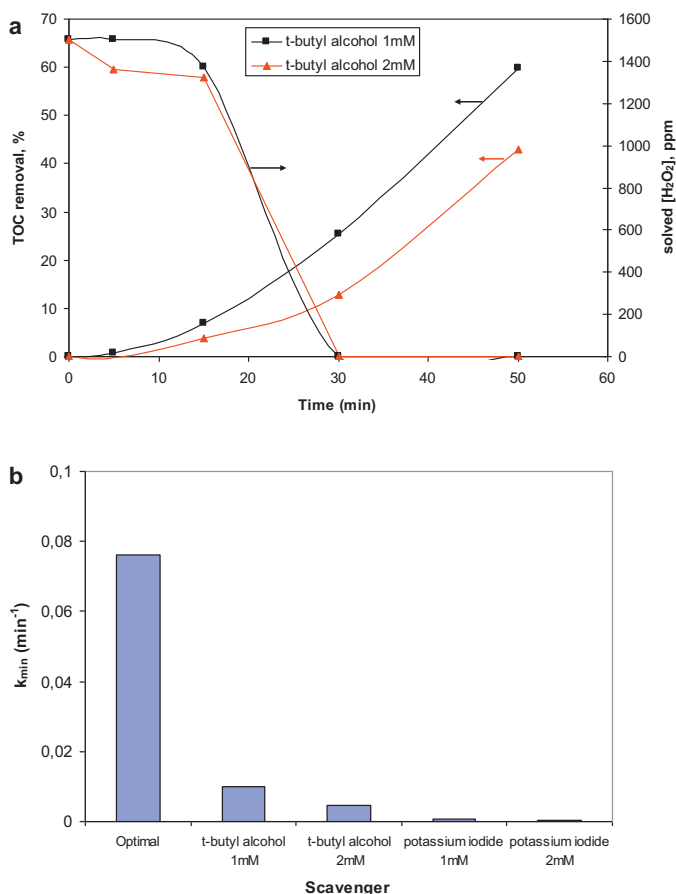 a
t-butyl alcohol 1mM
t-butyl alcohol 2mM
TOC removal, %
70
60
50
40
30
20
10
0
0 10 20 30 40 50 60
Time (min)
1600
1400
1200
1000
800
600
400
200
0
solved [H₂O₂], ppm
b
kmin (min⁻¹)
0,1
0,08
0,06
0,04
0,02
0
Optimal t-butyl alcohol t-butyl alcohol potassium iodide potassium iodide
1mM 2mM 1mM 2mM
Scavenger